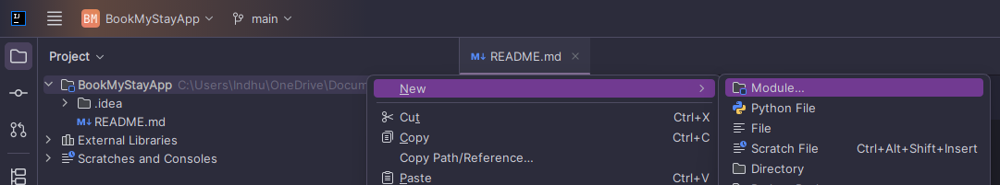 IJ
BM BookMyStayApp main
Project
M↓ README.md
BookMyStayApp C:\Users\Indhu\OneDrive\Docum
.idea
M↓ README.md
External Libraries
Scratches and Consoles
New
Cut Ctrl+X
Copy Ctrl+C
Copy Path/Reference...
Paste Ctrl+V
Module...
Python File
File
Scratch File Ctrl+Alt+Shift+Insert
Directory